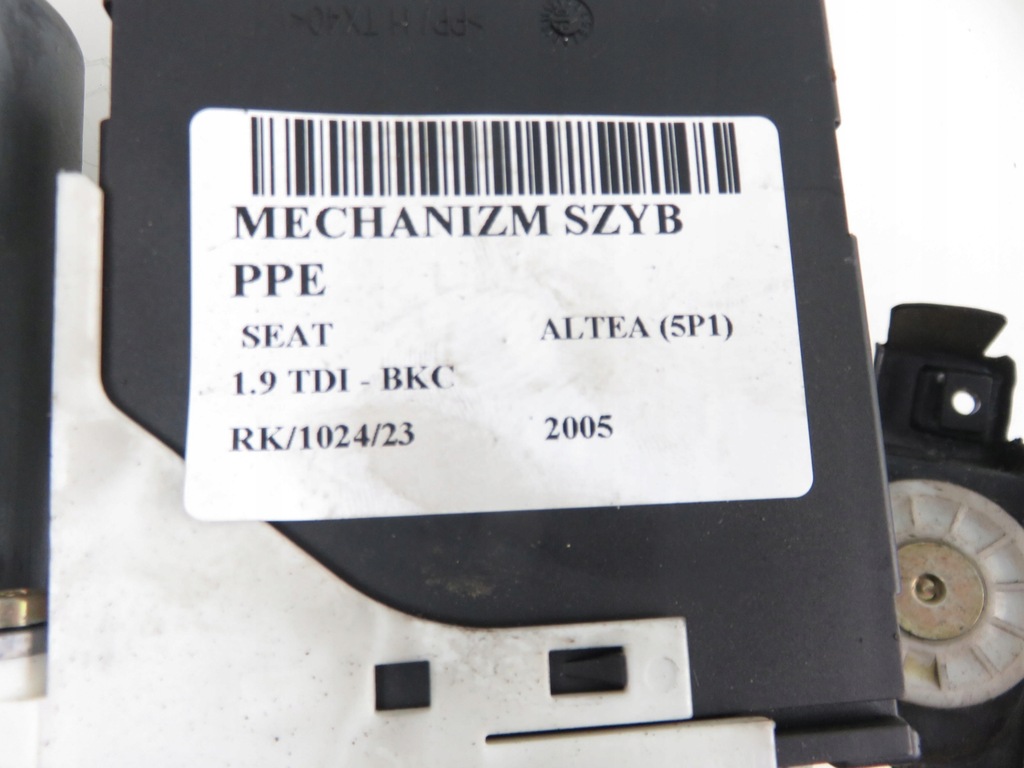 MECHANIZM SZYB
PPE
SEAT ALTEA (5P1)
1.9 TDI - BKC
RK/1024/23 2005